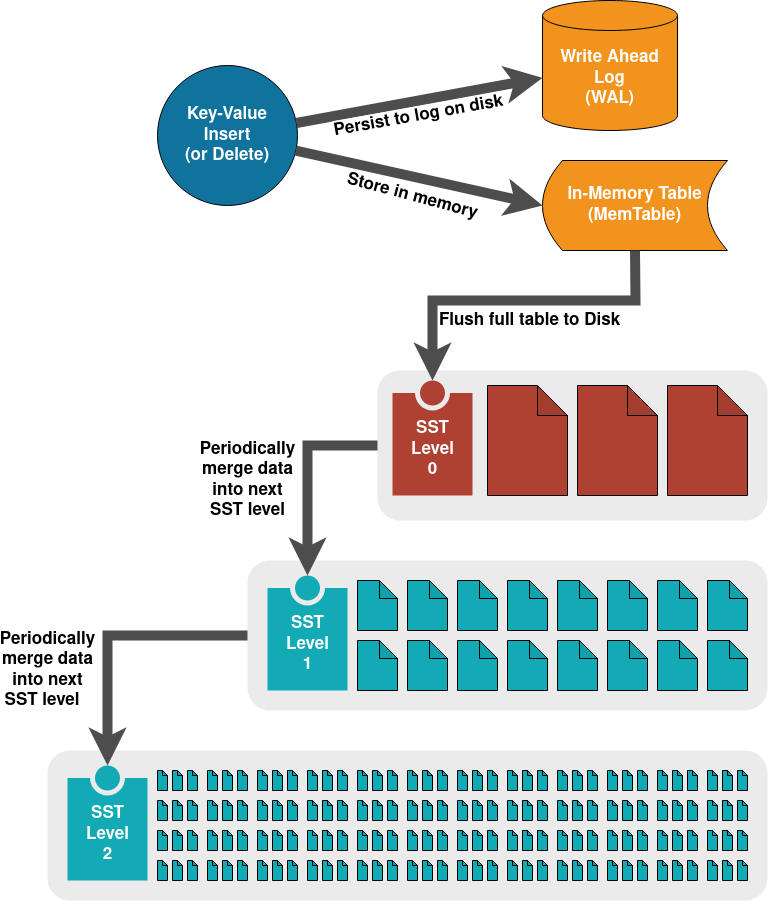 Key-Value
Insert
(or Delete)
Write Ahead
Log
(WAL)
Persist to log on disk
Store in memory
In-Memory Table
(MemTable)
Flush full table to Disk
SST
Level
0
Periodically
merge data
into next
SST level
SST
Level
1
Periodically
merge data
into next
SST level
SST
Level
2